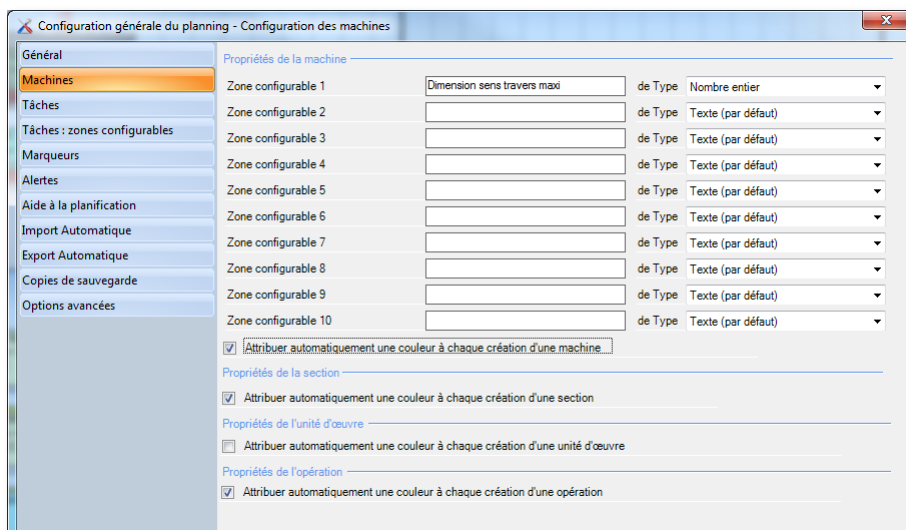 Configuration générale du planning - Configuration des machines
Général
Machines
Tâches
Tâches : zones configurables
Marqueurs
Alertes
Aide à la planification
Import Automatique
Export Automatique
Copies de sauvegarde
Options avancées
Propriétés de la machine
Zone configurable 1 Dimension sens travers maxi de Type Nombre entier
Zone configurable 2 de Type Texte (par défaut)
Zone configurable 3 de Type Texte (par défaut)
Zone configurable 4 de Type Texte (par défaut)
Zone configurable 5 de Type Texte (par défaut)
Zone configurable 6 de Type Texte (par défaut)
Zone configurable 7 de Type Texte (par défaut)
Zone configurable 8 de Type Texte (par défaut)
Zone configurable 9 de Type Texte (par défaut)
Zone configurable 10 de Type Texte (par défaut)
Attribuer automatiquement une couleur à chaque création d'une machine
Propriétés de la section
Attribuer automatiquement une couleur à chaque création d'une section
Propriétés de l'unité d'œuvre
Attribuer automatiquement une couleur à chaque création d'une unité d'œuvre
Propriétés de l'opération
Attribuer automatiquement une couleur à chaque création d'une opération